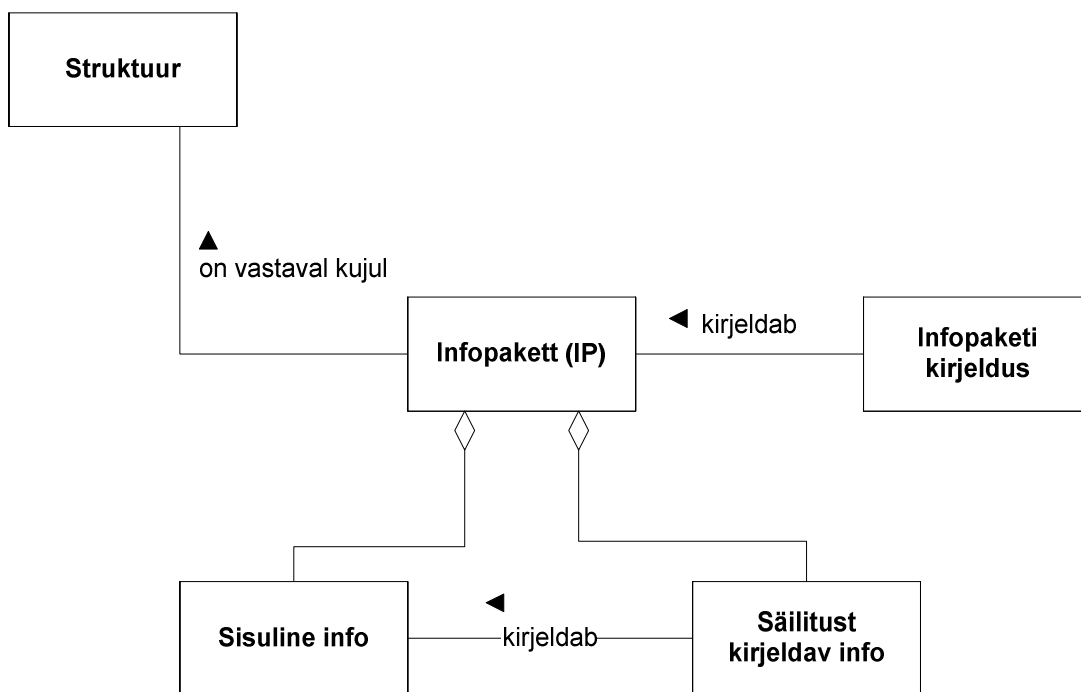 Struktuur
on vastaval kujul
Infopakett (IP)
kirjeldab
Infopaketi
kirjeldus
Sisuline info
kirjeldab
Säilitust
kirjeldav info